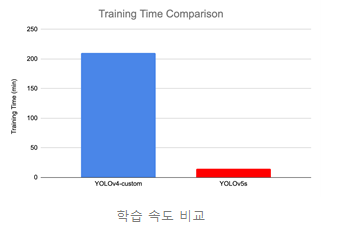 Training Time Comparison
250
200
150
100
50
0
Training Time (min)
YOLOv4-custom
YOLOv5s
학습 속도 비교